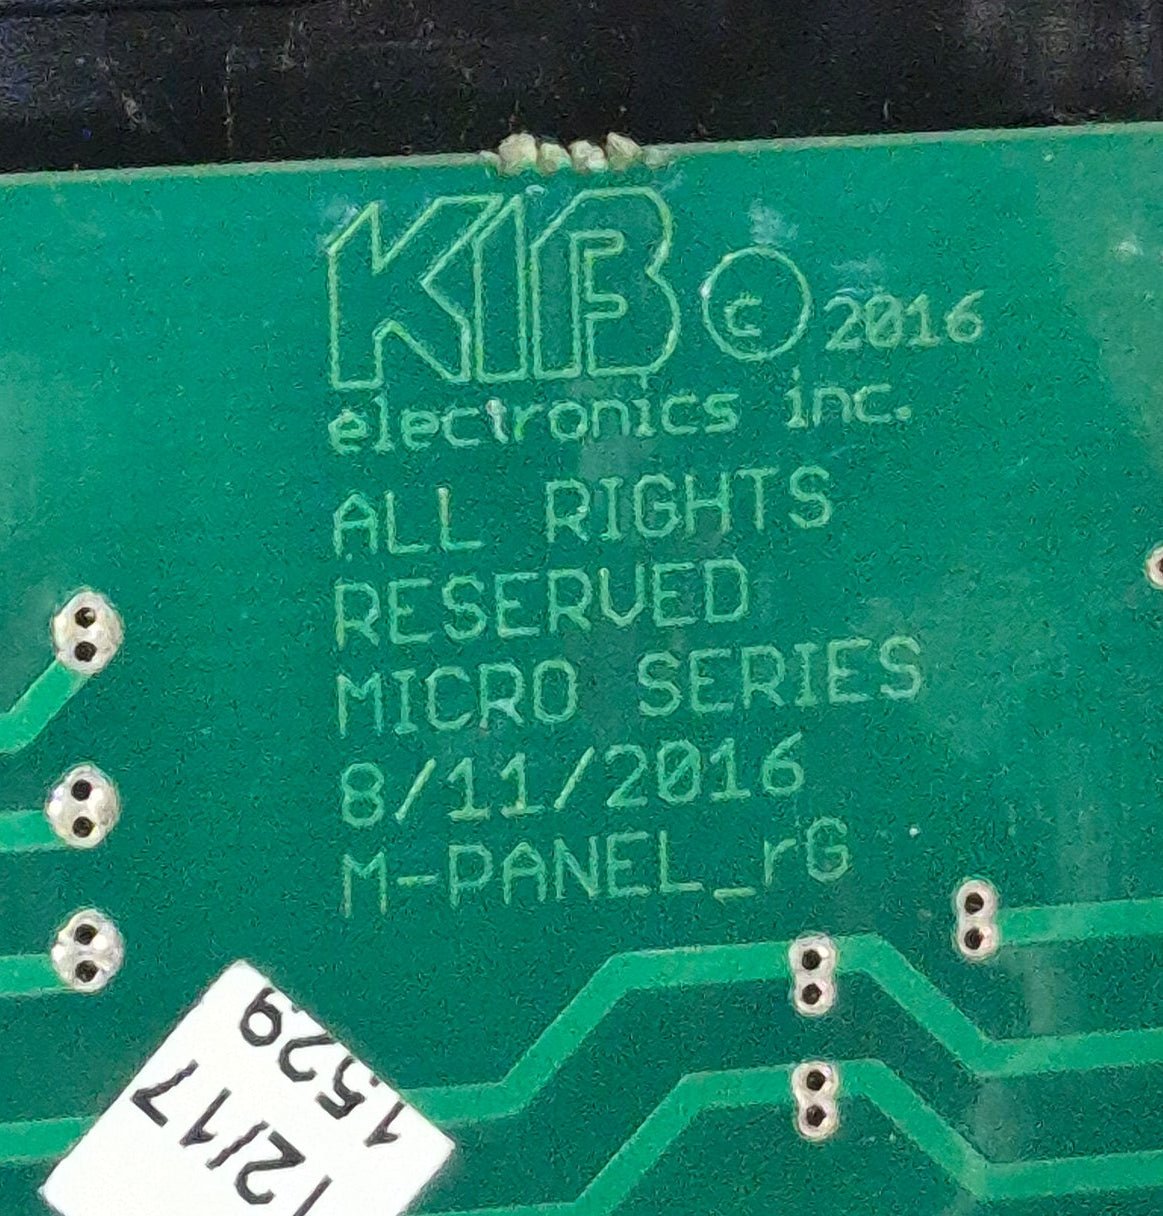 KIB © 2016
electronics inc.
ALL RIGHTS
RESERVED
MICRO SERIES
8/11/2016
M-PANEL_rG
12/17
1529